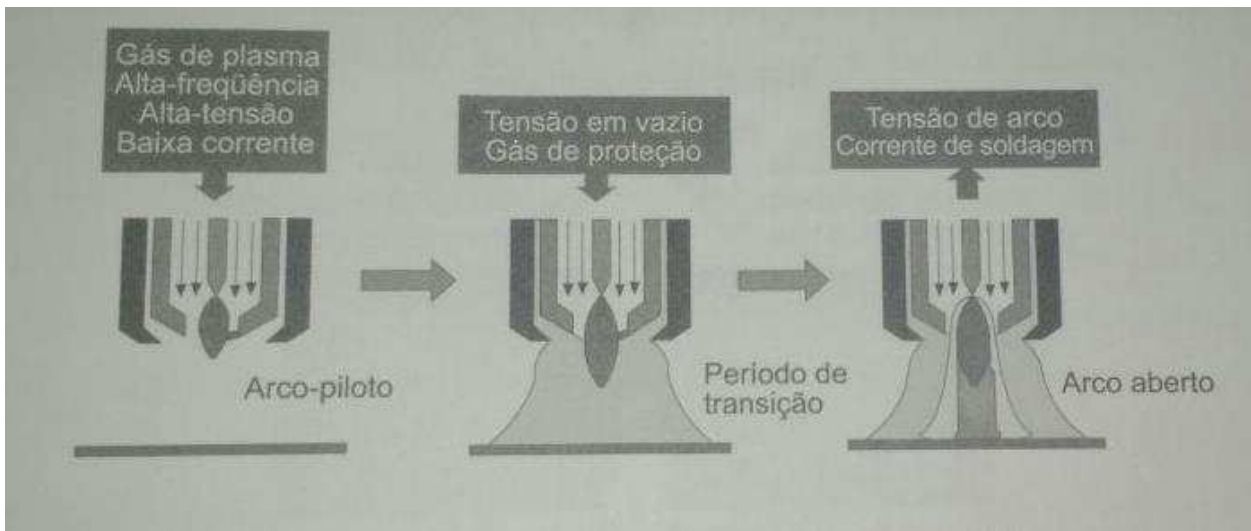 Gás de plasma
Alta-freqüência
Alta-tensão
Baixa corrente
Tensão em vazio
Gás de proteção
Tensão de arco
Corrente de soldagem
Arco-piloto
Período de
transição
Arco aberto